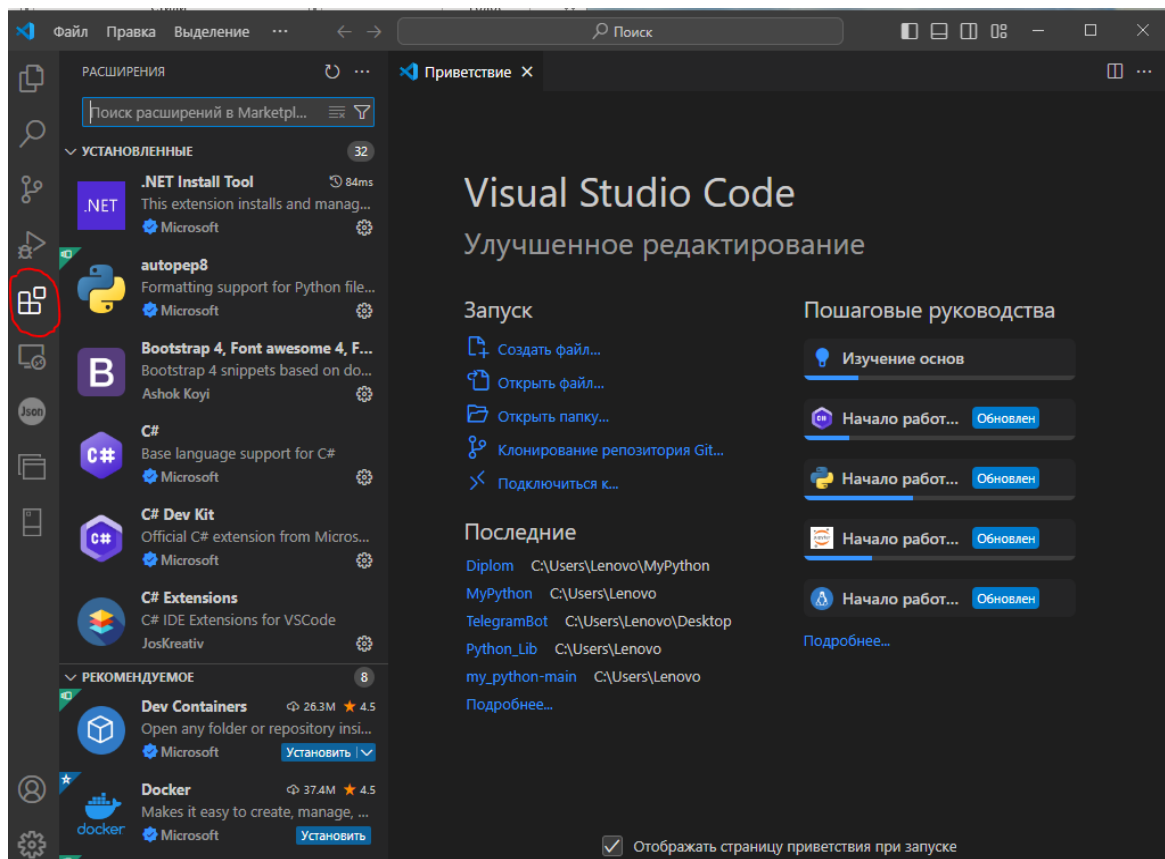 Файл Правка Выделение ··· Поиск
РАСШИРЕНИЯ
Поиск расширений в Marketpl...
УСТАНОВЛЕННЫЕ 32
.NET
.NET Install Tool 84ms
This extension installs and manag...
Microsoft
autopep8
Formatting support for Python file...
Microsoft
B
Bootstrap 4, Font awesome 4, F...
Bootstrap 4 snippets based on do...
Ashok Koyi
C#
C#
Base language support for C#
Microsoft
C#
C# Dev Kit
Official C# extension from Micros...
Microsoft
C# Extensions
C# IDE Extensions for VSCode
JosKreativ
РЕКОМЕНДУЕМОЕ 8
Dev Containers 26.3M ★ 4.5
Open any folder or repository insi...
Microsoft Установить
docker
Docker 37.4M ★ 4.5
Makes it easy to create, manage, ...
Microsoft Установить
Json
Приветствие
Visual Studio Code
Улучшенное редактирование
Запуск
Создать файл...
Открыть файл...
Открыть папку...
Клонирование репозитория Git...
Подключиться к...
Последние
Diplom C:\Users\Lenovo\MyPython
MyPython C:\Users\Lenovo
TelegramBot C:\Users\Lenovo\Desktop
Python_Lib C:\Users\Lenovo
my_python-main C:\Users\Lenovo
Подробнее...
Пошаговые руководства
Изучение основ
C# Начало работ... Обновлен
Начало работ... Обновлен
Начало работ... Обновлен
Начало работ... Обновлен
Подробнее...
Отображать страницу приветствия при запуске